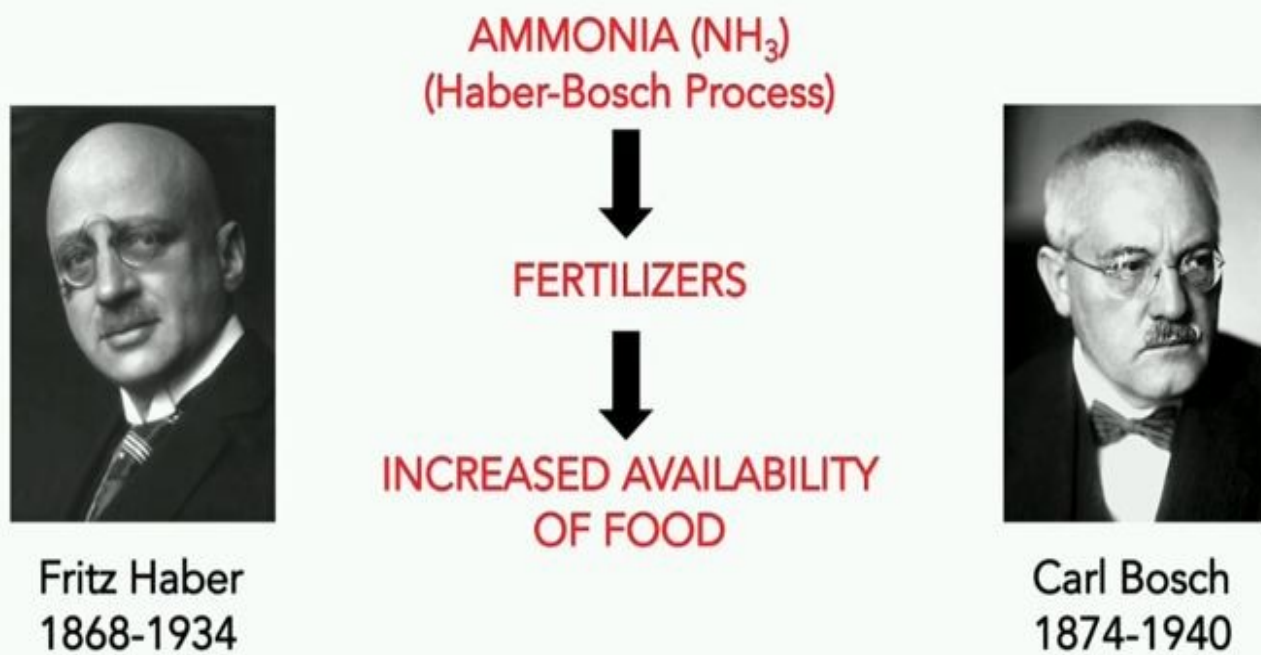 AMMONIA (NH₃)
(Haber-Bosch Process)
FERTILIZERS
INCREASED AVAILABILITY
OF FOOD
Fritz Haber
1868-1934
Carl Bosch
1874-1940